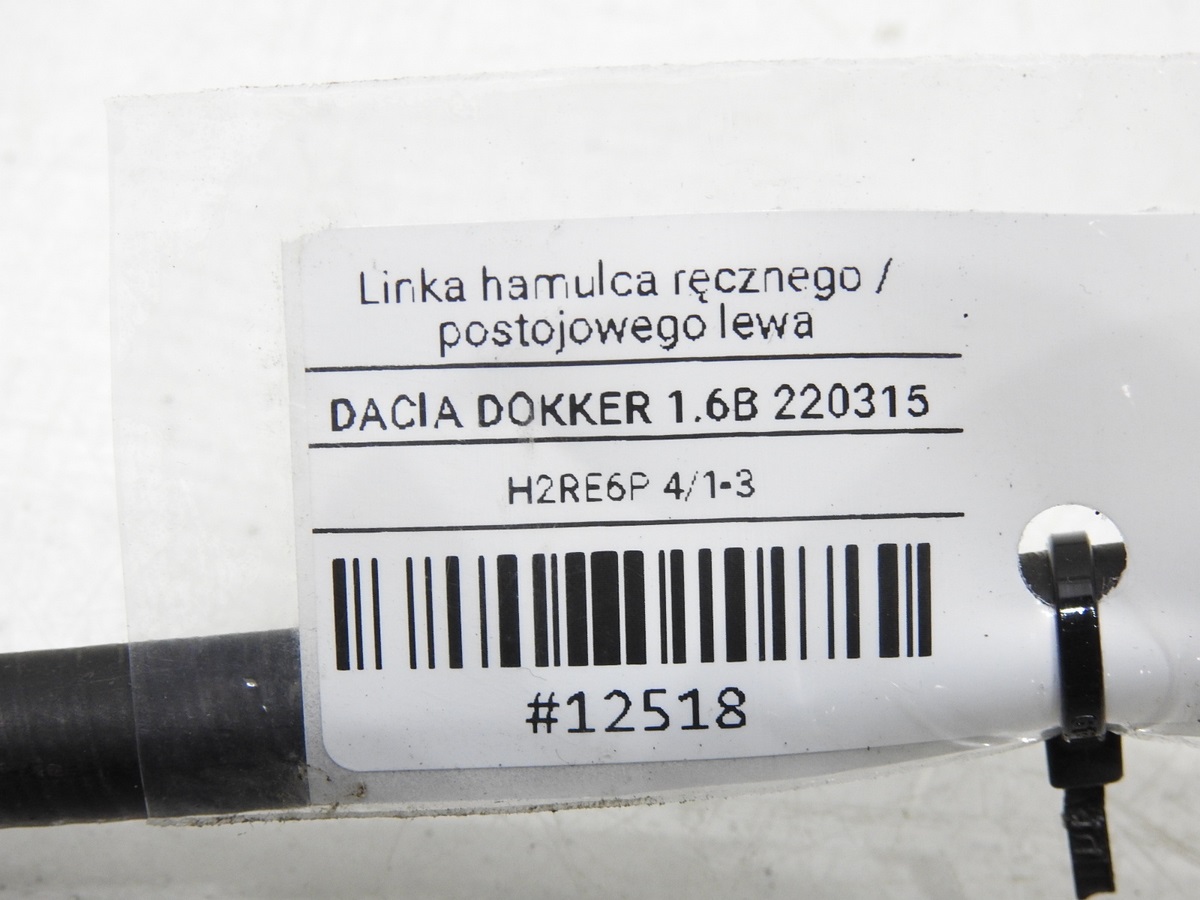 Linka hamulca ręcznego /
postojowego lewa
DACIA DOKKER 1.6B 220315
H2RE6P 4/1-3
#12518